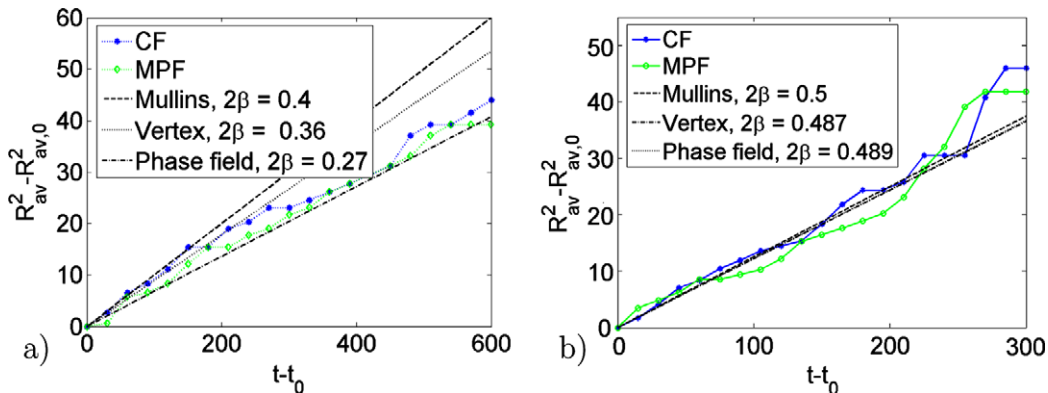 60
50
40
30
20
10
0
R²av-R²av,0
CF
MPF
Mullins, 2β = 0.4
Vertex, 2β = 0.36
Phase field, 2β = 0.27
0 200 400 600
t-t0
a)
50
40
30
20
10
0
R²av-R²av,0
CF
MPF
Mullins, 2β = 0.5
Vertex, 2β = 0.487
Phase field, 2β = 0.489
0 100 200 300
t-t0
b)